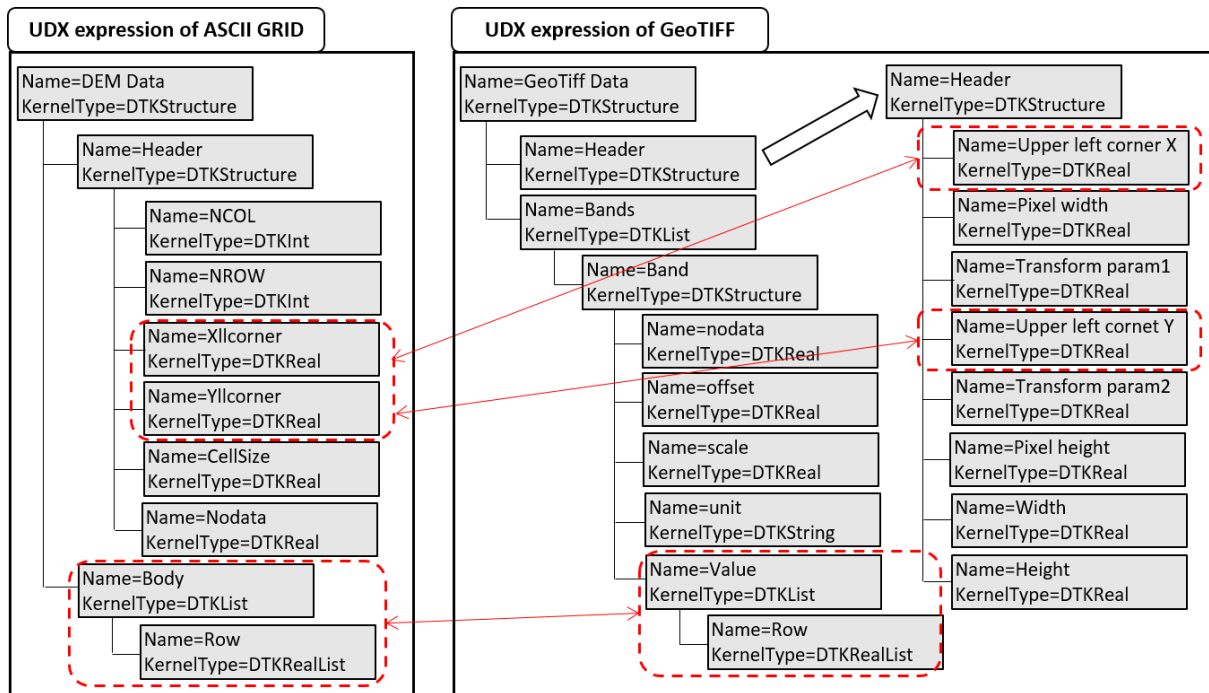 UDX expression of ASCII GRID
Name=DEM Data
KernelType=DTKStructure
Name=Header
KernelType=DTKStructure
Name=NCOL
KernelType=DTKInt
Name=NROW
KernelType=DTKInt
Name=Xllcorner
KernelType=DTKReal
Name=Yllcorner
KernelType=DTKReal
Name=CellSize
KernelType=DTKReal
Name=Nodata
KernelType=DTKReal
Name=Body
KernelType=DTKList
Name=Row
KernelType=DTKRealList
UDX expression of GeoTIFF
Name=GeoTiff Data
KernelType=DTKStructure
Name=Header
KernelType=DTKStructure
Name=Bands
KernelType=DTKList
Name=Band
KernelType=DTKStructure
Name=nodata
KernelType=DTKReal
Name=offset
KernelType=DTKReal
Name=scale
KernelType=DTKReal
Name=unit
KernelType=DTKString
Name=Value
KernelType=DTKList
Name=Row
KernelType=DTKRealList
Name=Header
KernelType=DTKStructure
Name=Upper left corner X
KernelType=DTKReal
Name=Pixel width
KernelType=DTKReal
Name=Transform param1
KernelType=DTKReal
Name=Upper left cornet Y
KernelType=DTKReal
Name=Transform param2
KernelType=DTKReal
Name=Pixel height
KernelType=DTKReal
Name=Width
KernelType=DTKReal
Name=Height
KernelType=DTKReal